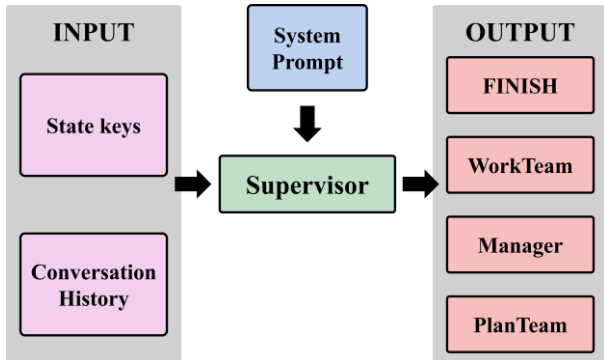 INPUT
State keys
Conversation
History
System
Prompt
Supervisor
OUTPUT
FINISH
WorkTeam
Manager
PlanTeam